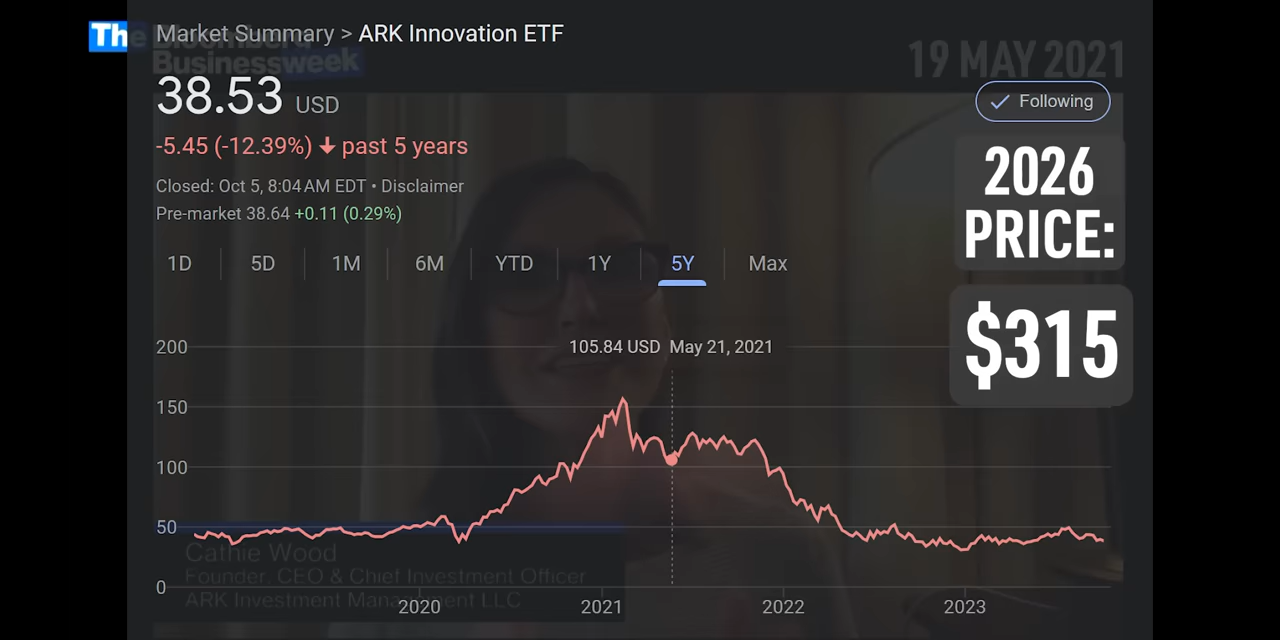 The Bloomberg
Businessweek
Market Summary > ARK Innovation ETF
19 MAY 2021
38.53 USD
Following
-5.45 (-12.39%) past 5 years
Closed: Oct 5, 8:04 AM EDT • Disclaimer
Pre-market 38.64 +0.11 (0.29%)
2026
PRICE:
$315
1D 5D 1M 6M YTD 1Y 5Y Max
105.84 USD May 21, 2021
200
150
100
50
0
Cathie Wood
Founder, CEO & Chief Investment Officer
ARK Investment Management LLC
2020 2021 2022 2023